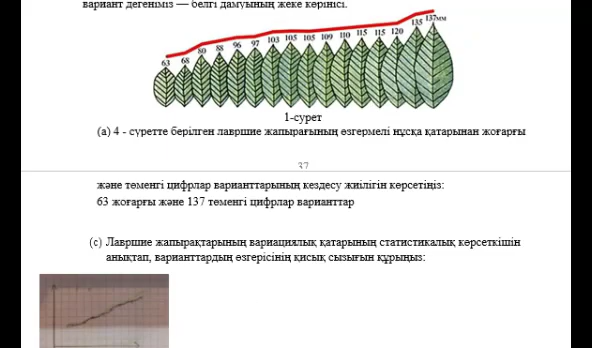 вариант дегеніміз — белгі дамуының жеке көрінісі.
63 68 80 88 96 97 103 105 105 109 110 115 115 120 135 137мм
1-сурет
(а) 4 - суретте берілген лавршие жапырағының өзгермелі нұсқа қатарынан жоғарғы
37
және төменгі цифрлар варианттарының кездесу жиілігін көрсетіңіз:
63 жоғарғы және 137 төменгі цифрлар варианттар
(с) Лавршие жапырақтарының вариациялық қатарының статистикалық көрсеткішін
анықтап, варианттардың өзгерісінің қисық сызығын құрыңыз: